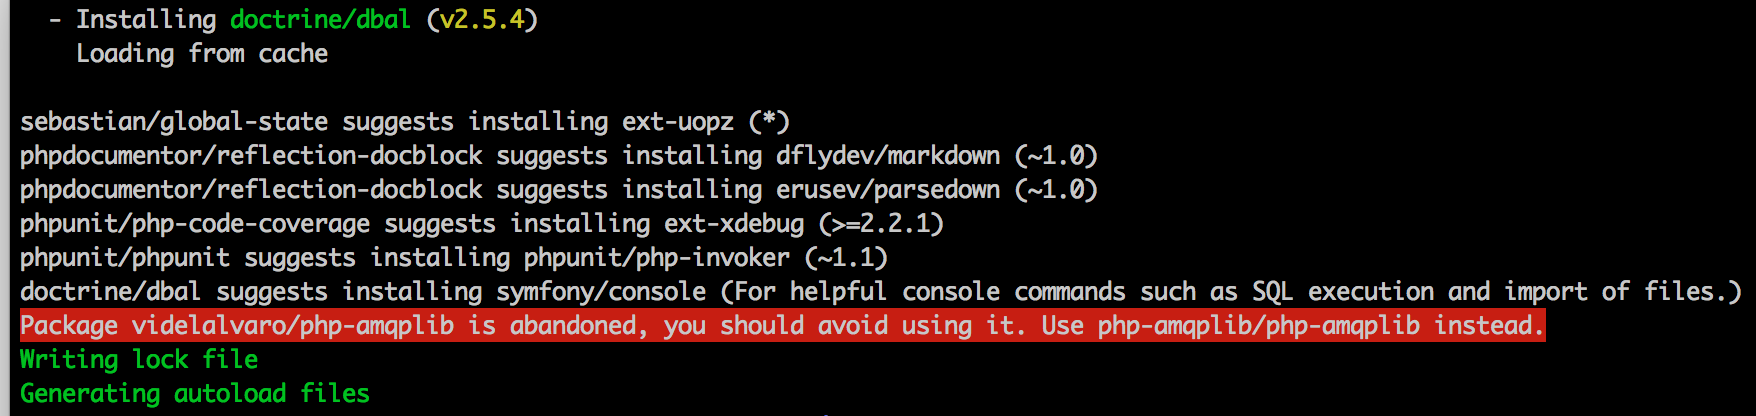 - Installing doctrine/dbal (v2.5.4)
Loading from cache
sebastian/global-state suggests installing ext-uopz (*)
phpdocumentor/reflection-docblock suggests installing dflydev/markdown (~1.0)
phpdocumentor/reflection-docblock suggests installing erusev/parsedown (~1.0)
phpunit/php-code-coverage suggests installing ext-xdebug (>=2.2.1)
phpunit/phpunit suggests installing phpunit/php-invoker (~1.1)
doctrine/dbal suggests installing symfony/console (For helpful console commands such as SQL execution and import of files.)
Package videlalvaro/php-amqplib is abandoned, you should avoid using it. Use php-amqplib/php-amqplib instead.
Writing lock file
Generating autoload files